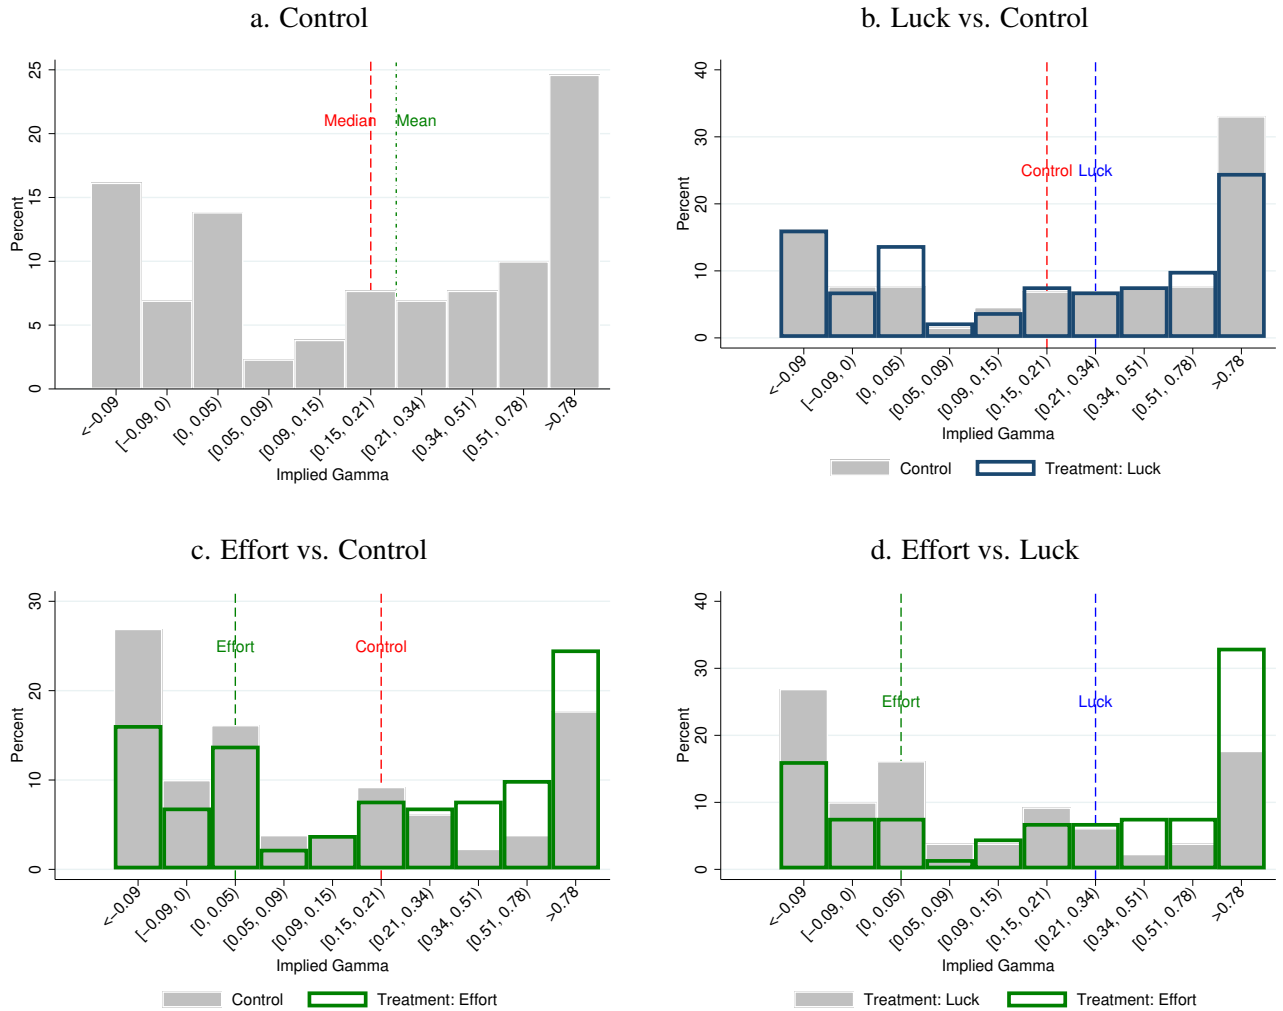 a. Control
25
20
15
10
5
0
Percent
Median
Mean
<-0.09
[-0.09, 0)
[0, 0.05)
[0.05, 0.09)
[0.09, 0.15)
[0.15, 0.21)
[0.21, 0.34)
[0.34, 0.51)
[0.51, 0.78)
>0.78
Implied Gamma
b. Luck vs. Control
40
30
20
10
0
Percent
Control
Luck
<-0.09
[-0.09, 0)
[0, 0.05)
[0.05, 0.09)
[0.09, 0.15)
[0.15, 0.21)
[0.21, 0.34)
[0.34, 0.51)
[0.51, 0.78)
>0.78
Implied Gamma
Control
Treatment: Luck
c. Effort vs. Control
30
20
10
0
Percent
Effort
Control
<-0.09
[-0.09, 0)
[0, 0.05)
[0.05, 0.09)
[0.09, 0.15)
[0.15, 0.21)
[0.21, 0.34)
[0.34, 0.51)
[0.51, 0.78)
>0.78
Implied Gamma
Control
Treatment: Effort
d. Effort vs. Luck
40
30
20
10
0
Percent
Effort
Luck
<-0.09
[-0.09, 0)
[0, 0.05)
[0.05, 0.09)
[0.09, 0.15)
[0.15, 0.21)
[0.21, 0.34)
[0.34, 0.51)
[0.51, 0.78)
>0.78
Implied Gamma
Treatment: Luck
Treatment: Effort